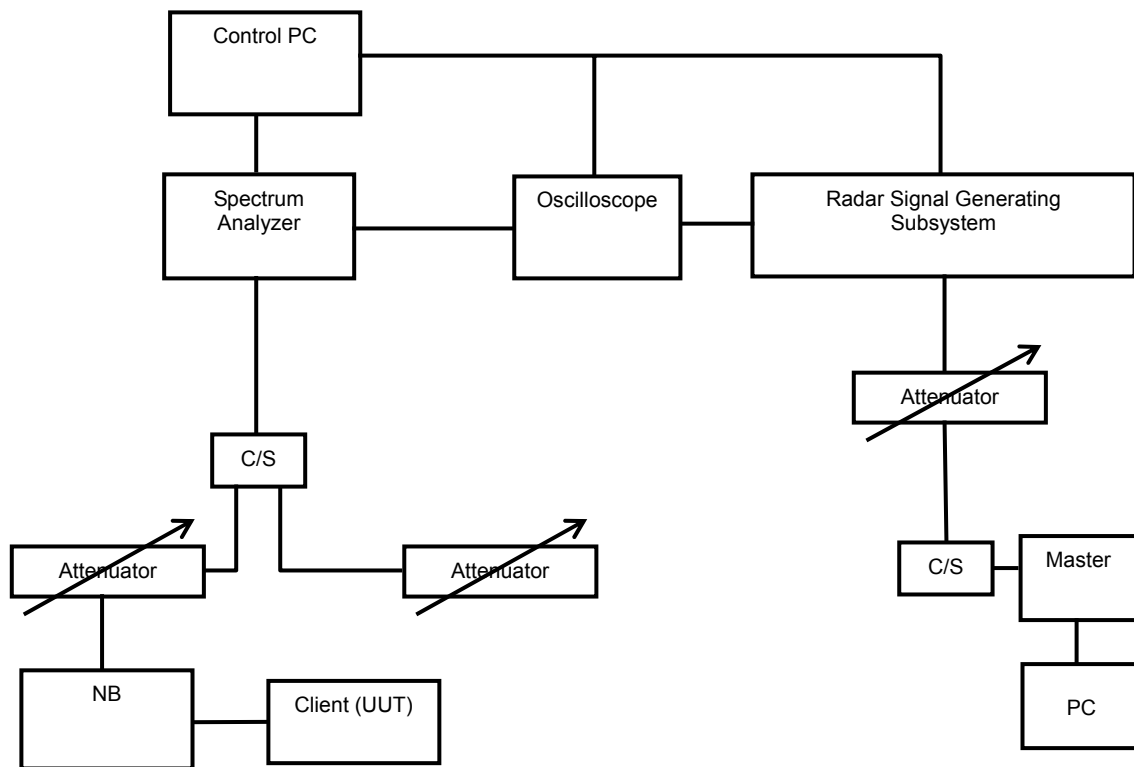 Control PC
Spectrum
Analyzer
Oscilloscope
Radar Signal Generating
Subsystem
Attenuator
C/S
Attenuator
Attenuator
C/S
Master
NB
Client (UUT)
PC